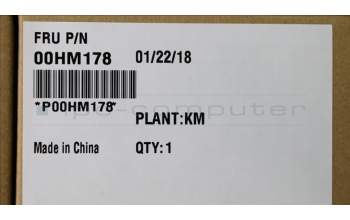 FRU P/N
00HM178 01/22/18
*P00HM178*
PLANT:KM
Made in China QTY:1
ipc-computer